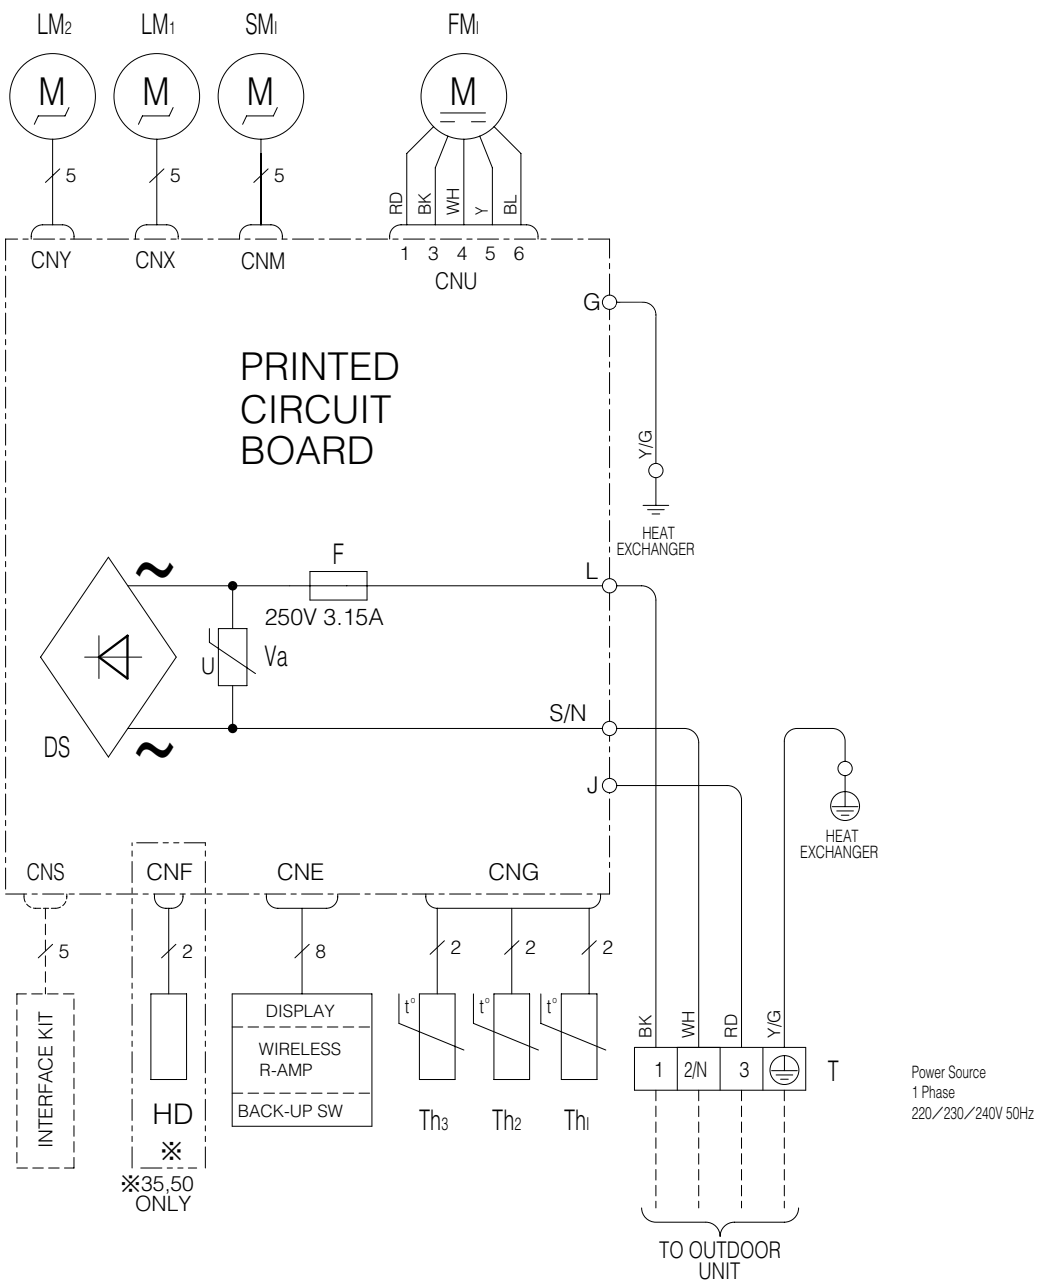 LM2 LM1 SMI FMI
M M M M
5 5 5
RD BK WH Y BL
CNY CNX CNM 1 3 4 5 6
CNU
G
PRINTED
CIRCUIT
BOARD
Y/G
HEAT
EXCHANGER
F
L
250V 3.15A
U Va
S/N
DS
J
HEAT
EXCHANGER
CNS CNF CNE CNG
5 2 8 2 2 2
t° t° t°
INTERFACE KIT
DISPLAY
WIRELESS
R-AMP
BACK-UP SW
HD
※
※35,50
ONLY
Th3 Th2 ThI
BK WH RD Y/G
1 2/N 3 T
Power Source
1 Phase
220/230/240V 50Hz
TO OUTDOOR
UNIT